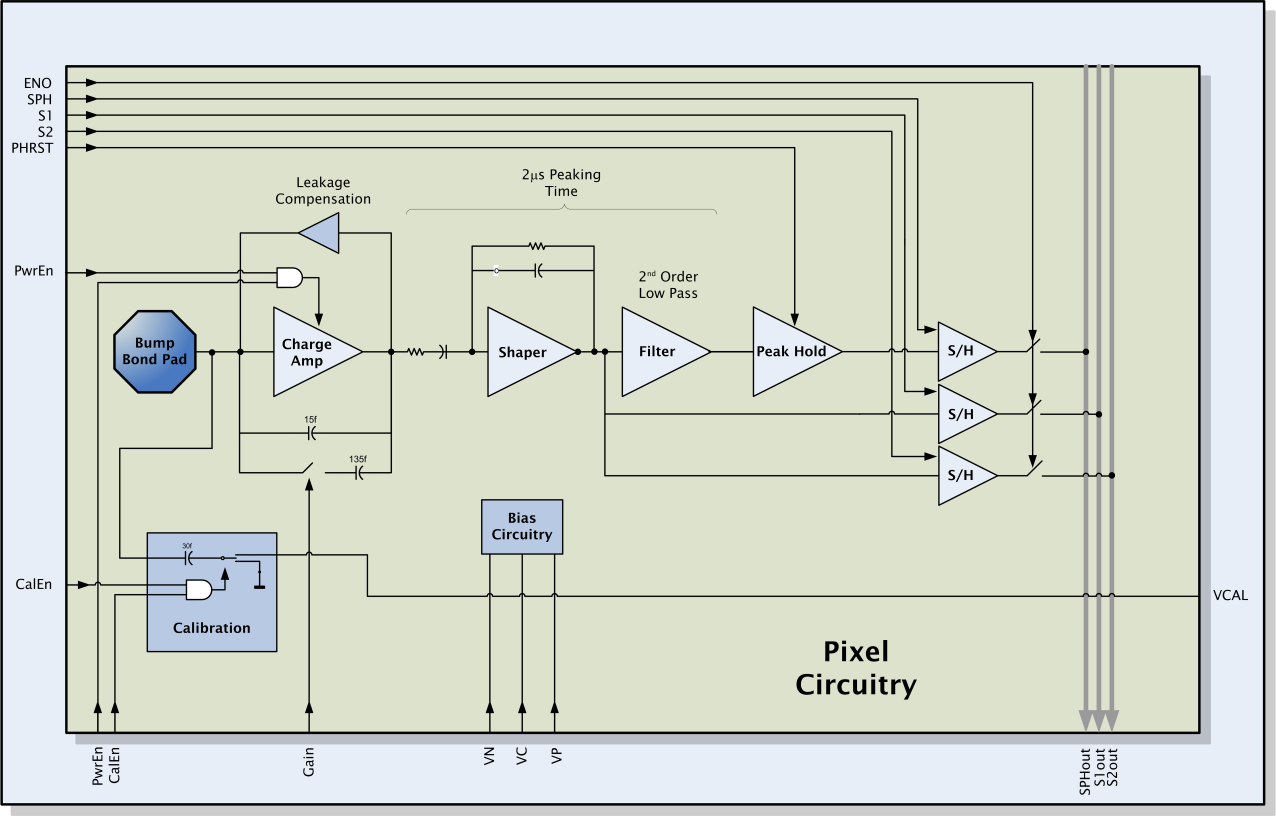 ENO
SPH
S1
S2
PHRST
Leakage
Compensation
2μs Peaking
Time
PwrEn
2nd Order
Low Pass
Bump
Bond Pad
Charge
Amp
Shaper
Filter
Peak Hold
S/H
S/H
S/H
15f
135f
Bias
Circuitry
30f
CalEn
Calibration
VCAL
Pixel
Circuitry
PwrEn
CalEn
Gain
VN
VC
VP
SPHout
S1out
S2out